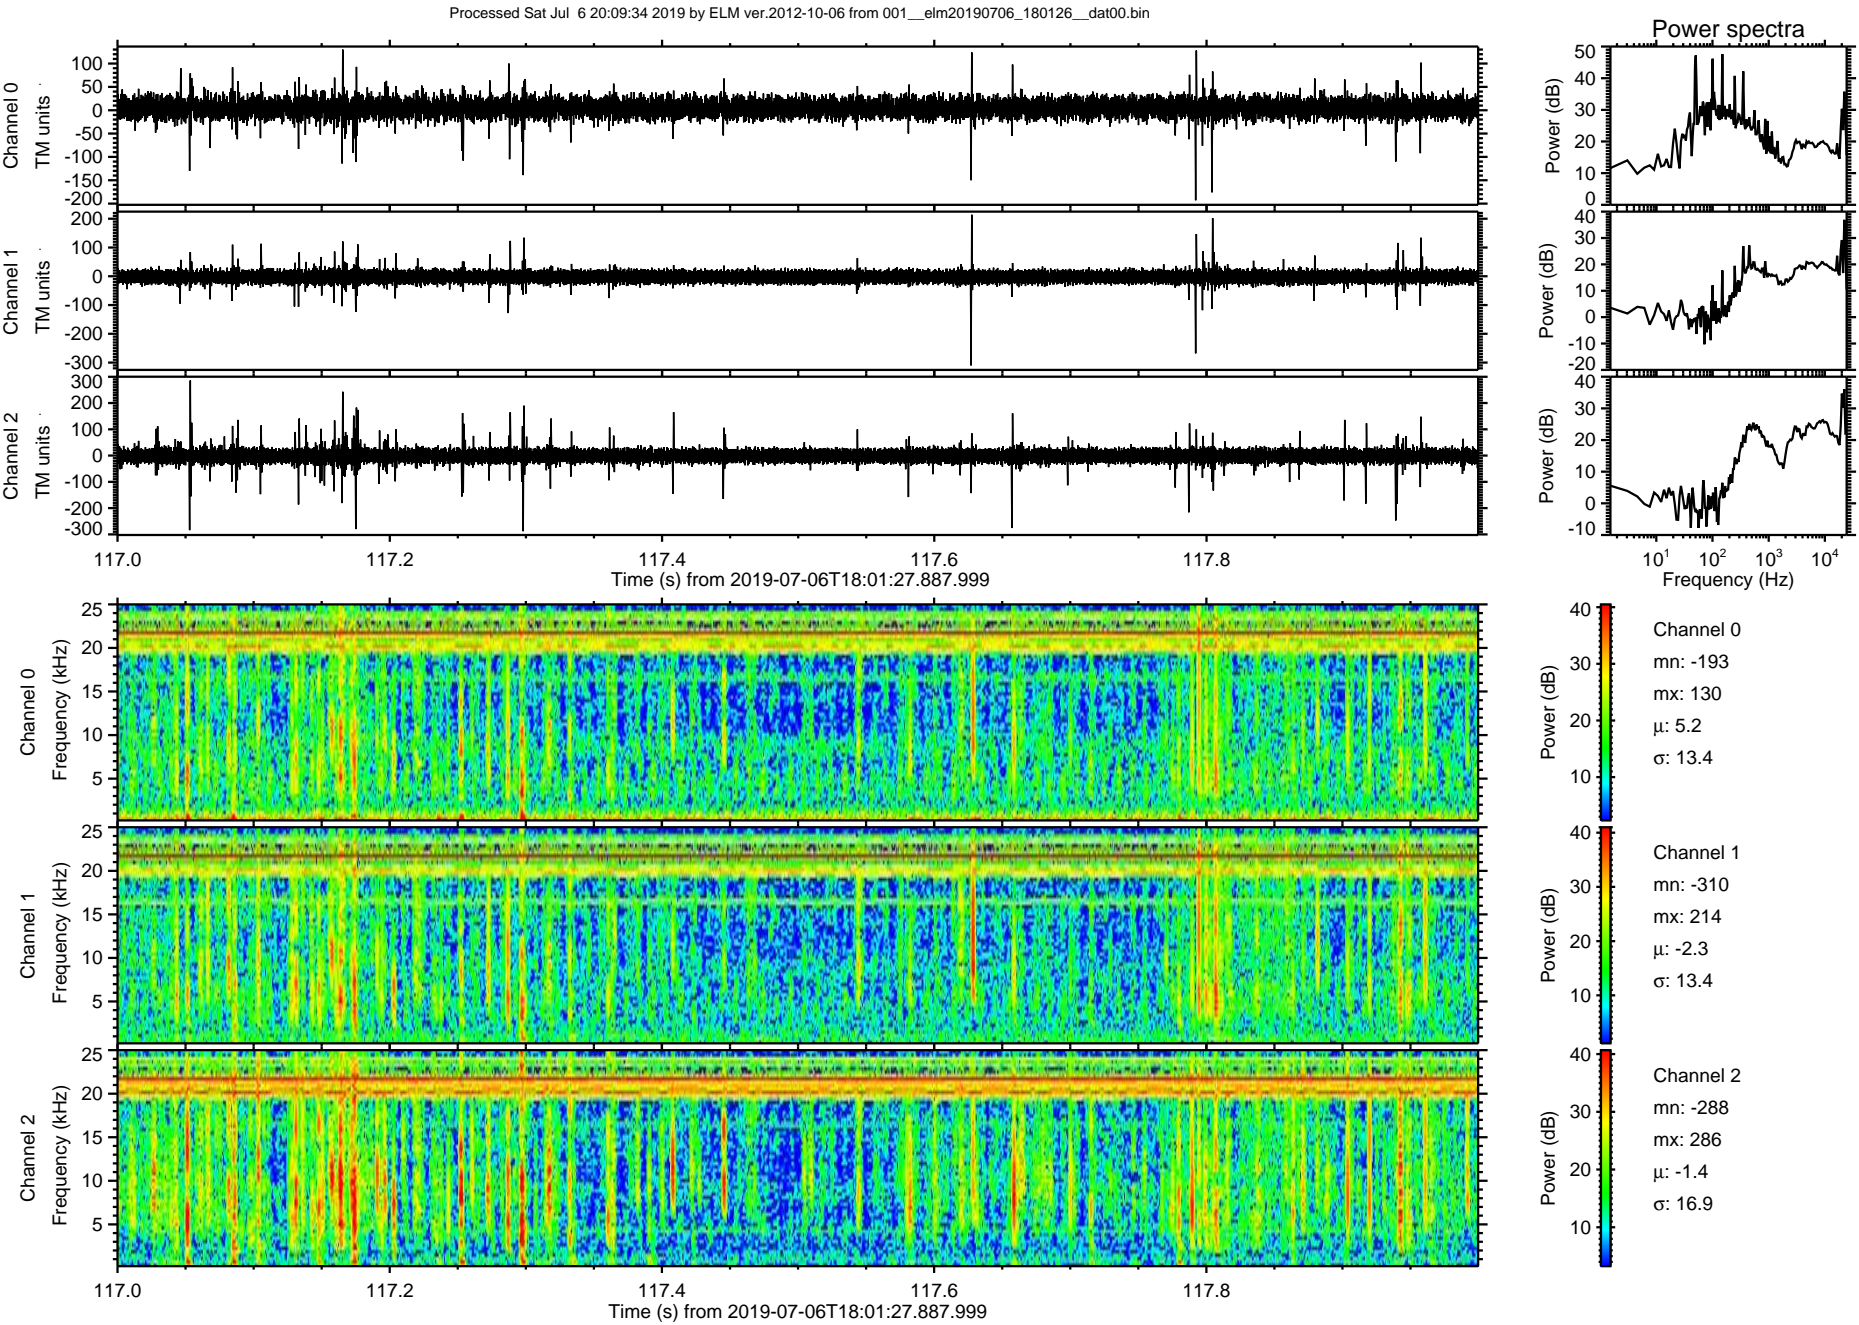 Processed Sat Jul  6 20:09:34 2019 by ELM ver.2012-10-06 from 001__elm20190706_180126__dat00.bin
Power spectra
Channel 0
TM units
100
50
0
-50
-100
-150
-200
Power (dB)
50
40
30
20
10
0
Channel 1
TM units
200
100
0
-100
-200
-300
Power (dB)
40
30
20
10
0
-10
-20
Channel 2
TM units
300
200
100
0
-100
-200
-300
Power (dB)
40
30
20
10
0
-10
117.0 117.2 117.4 117.6 117.8
Time (s) from 2019-07-06T18:01:27.887.999
10¹ 10² 10³ 10⁴
Frequency (Hz)
Channel 0
Frequency (kHz)
25
20
15
10
5
Power (dB)
40
30
20
10
Channel 0
mn: -193
mx: 130
μ: 5.2
σ: 13.4
Channel 1
Frequency (kHz)
25
20
15
10
5
Power (dB)
40
30
20
10
Channel 1
mn: -310
mx: 214
μ: -2.3
σ: 13.4
Channel 2
Frequency (kHz)
25
20
15
10
5
Power (dB)
40
30
20
10
Channel 2
mn: -288
mx: 286
μ: -1.4
σ: 16.9
117.0 117.2 117.4 117.6 117.8
Time (s) from 2019-07-06T18:01:27.887.999